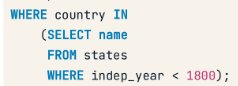 WHERE country IN
(SELECT name
FROM states
WHERE indep_year < 1800);